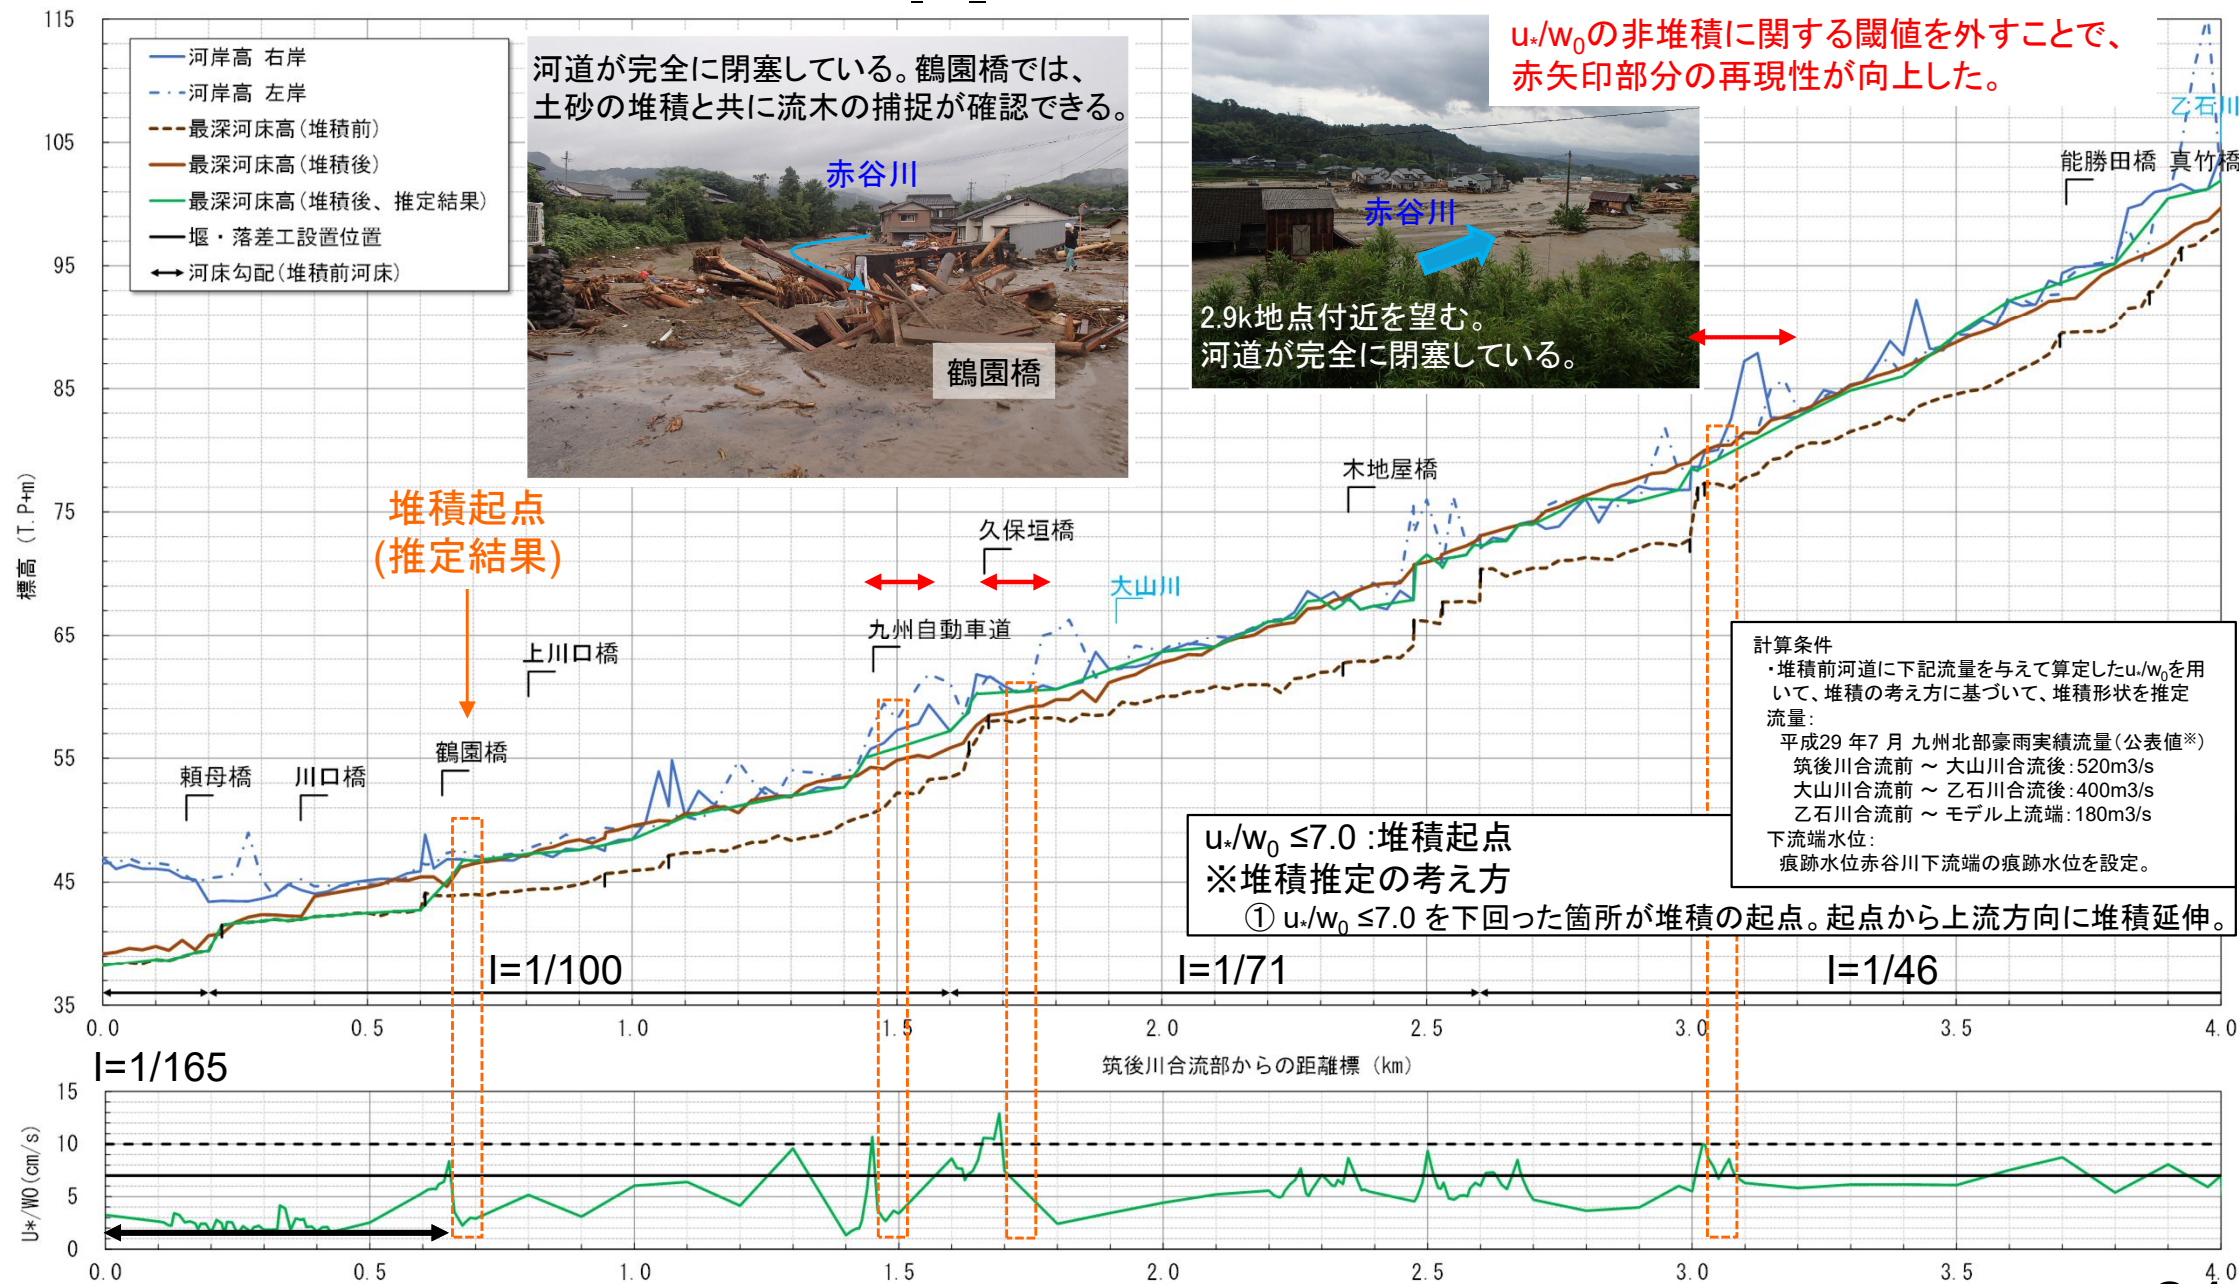 115
105
95
85
75
65
55
45
35
標高 (T.P+m)
河岸高 右岸
河岸高 左岸
最深河床高(堆積前)
最深河床高(堆積後)
最深河床高(堆積後、推定結果)
堰・落差工設置位置
河床勾配(堆積前河床)
河道が完全に閉塞している。鶴園橋では、
土砂の堆積と共に流木の捕捉が確認できる。
赤谷川
鶴園橋
u*/w0の非堆積に関する閾値を外すことで、
赤矢印部分の再現性が向上した。
赤谷川
2.9k地点付近を望む。
河道が完全に閉塞している。
乙石川
能勝田橋 真竹橋
堆積起点
(推定結果)
頼母橋
川口橋
鶴園橋
上川口橋
九州自動車道
久保垣橋
大山川
木地屋橋
計算条件
・堆積前河道に下記流量を与えて算定したu*/w0を用
いて、堆積の考え方に基づいて、堆積形状を推定
流量:
平成29 年7 月 九州北部豪雨実績流量(公表値※)
筑後川合流前 ～ 大山川合流後:520m3/s
大山川合流前 ～ 乙石川合流後:400m3/s
乙石川合流前 ～ モデル上流端:180m3/s
下流端水位:
痕跡水位赤谷川下流端の痕跡水位を設定。
u*/w0 ≤7.0 :堆積起点
※堆積推定の考え方
① u*/w0 ≤7.0 を下回った箇所が堆積の起点。起点から上流方向に堆積延伸。
I=1/165
I=1/100
I=1/71
I=1/46
0.0 0.5 1.0 1.5 2.0 2.5 3.0 3.5 4.0
筑後川合流部からの距離標 (km)
15
10
5
0
U*/W0(cm/s)
0.0 0.5 1.0 1.5 2.0 2.5 3.0 3.5 4.0